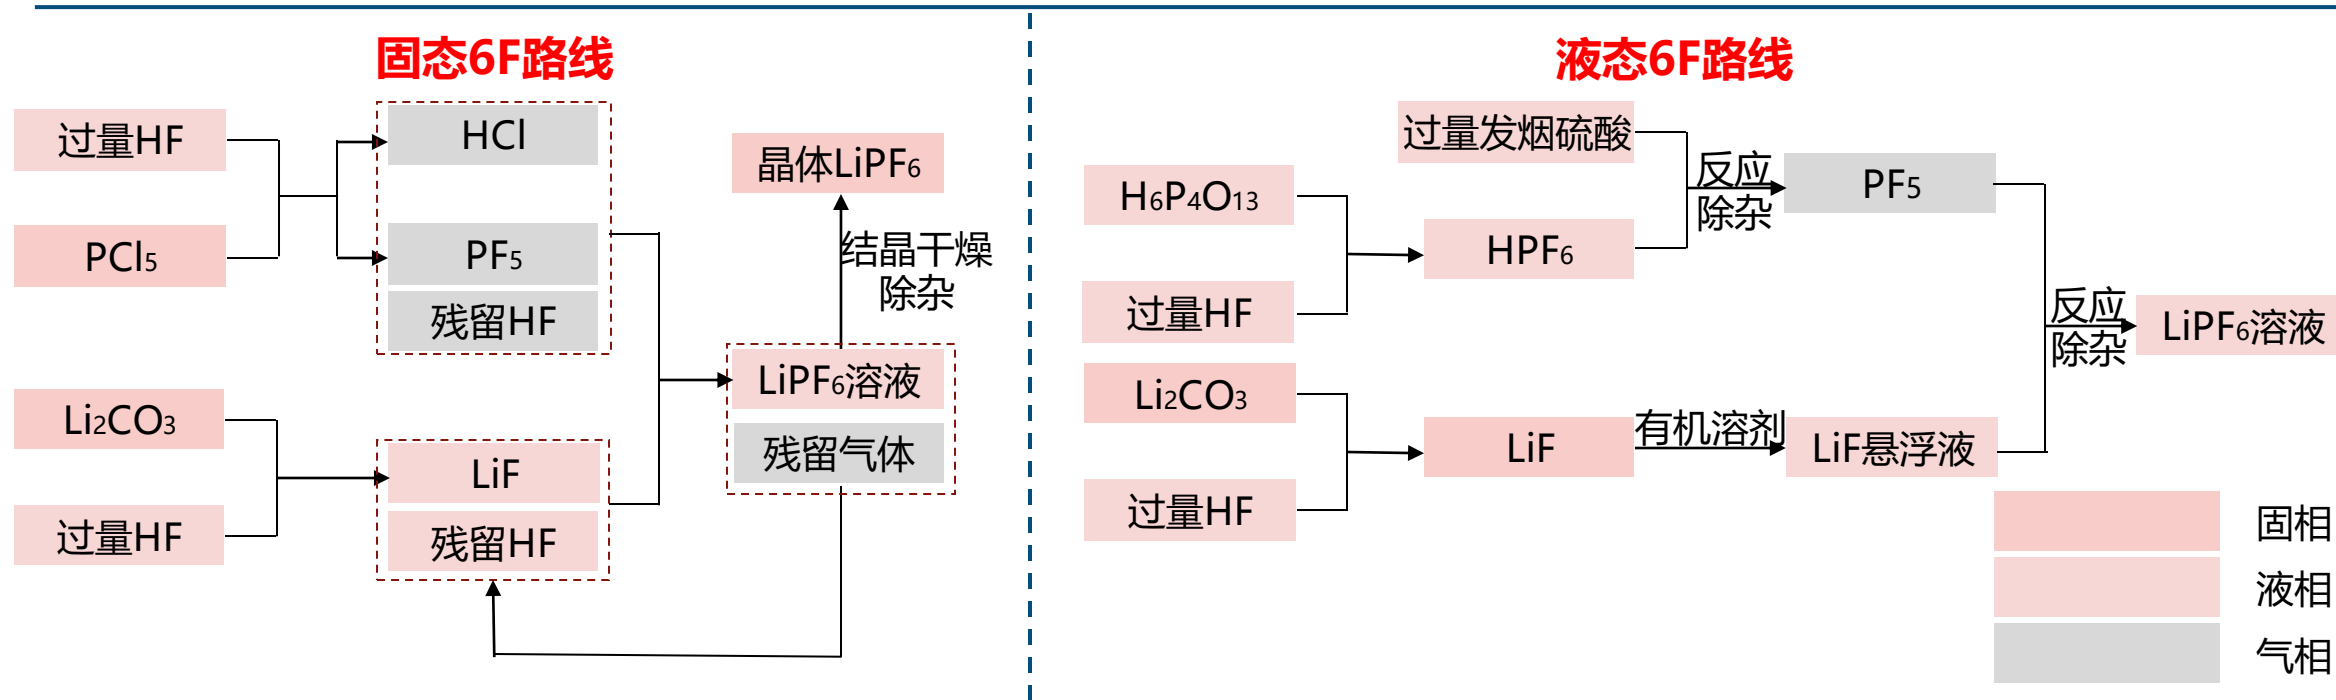 固态6F路线
过量HF
PCl5
HCl
PF5
残留HF
Li2CO3
过量HF
LiF
残留HF
晶体LiPF6
结晶干燥
除杂
LiPF6溶液
残留气体
液态6F路线
过量发烟硫酸
H6P4O13
HPF6
过量HF
反应
除杂
PF5
Li2CO3
过量HF
LiF
有机溶剂
LiF悬浮液
反应
除杂
LiPF6溶液
固相
液相
气相